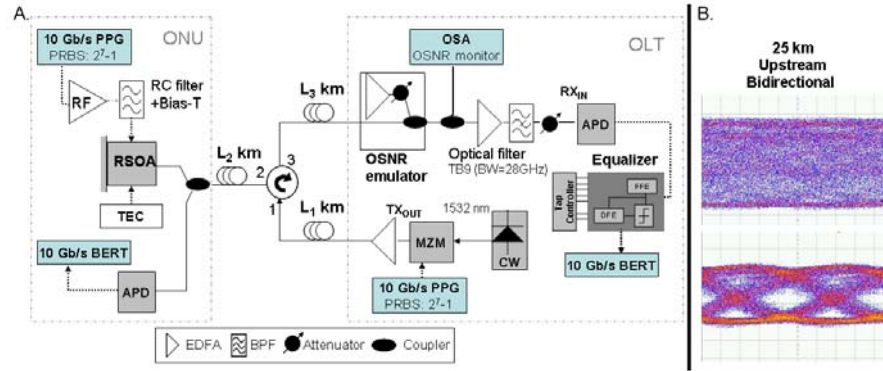 A.
ONU
10 Gb/s PPG
PRBS: 2⁷-1
RF
RC filter
+Bias-T
RSOA
TEC
10 Gb/s BERT
APD
L₂ km
L₃ km
L₁ km
1
2
3
OLT
OSA
OSNR monitor
OSNR
emulator
Optical filter
TB9 (BW=28GHz)
RX_IN
APD
Equalizer
Tap
Controller
FFE
DFE
10 Gb/s BERT
TX_OUT
MZM
1532 nm
CW
10 Gb/s PPG
PRBS: 2⁷-1
EDFA
BPF
Attenuator
Coupler
B.
25 km
Upstream
Bidirectional